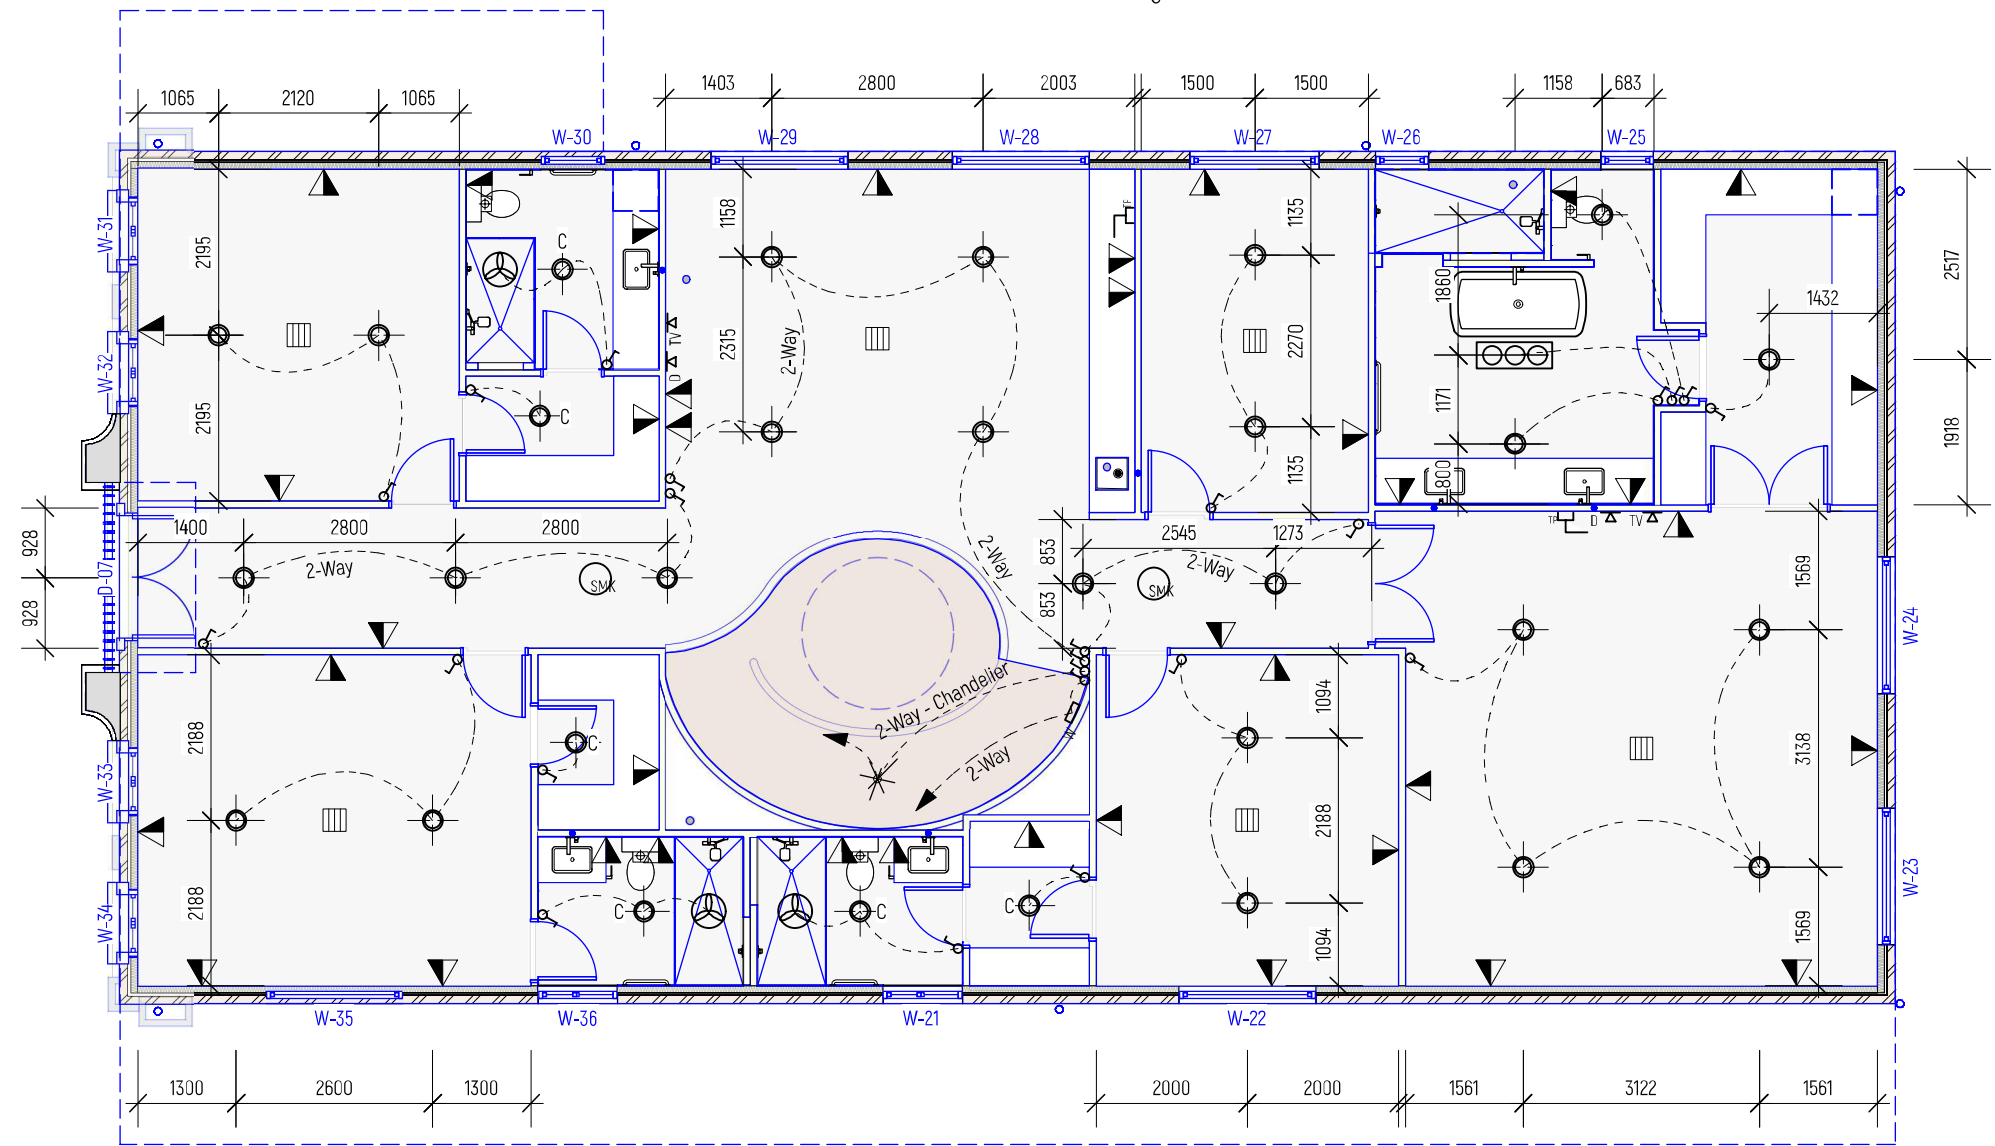 1403 2800 2003 1500 1500 1158 683
1065 2120 1065
W-30 W-29 W-28 W-27 W-26 W-25
W-31
2195
C
1158
TF
1135
2517
1860
1432
W-32
2195
C
TV
D
2315
2-Way
2270
1171
1918
1135
800
1400 2800 2800
TF D TV
928
928
D-07
2-Way
SMK
2-Way
853
853
2545 1273
2-Way
SMK
1569
W-24
2-Way - Chandelier
2-Way
W
1094
2188
C
W-33
3138
2188
2188
W-34
C
C
C
1094
1569
W-23
W-35 W-36 W-21 W-22
1300 2600 1300 2000 2000 1561 3122 1561